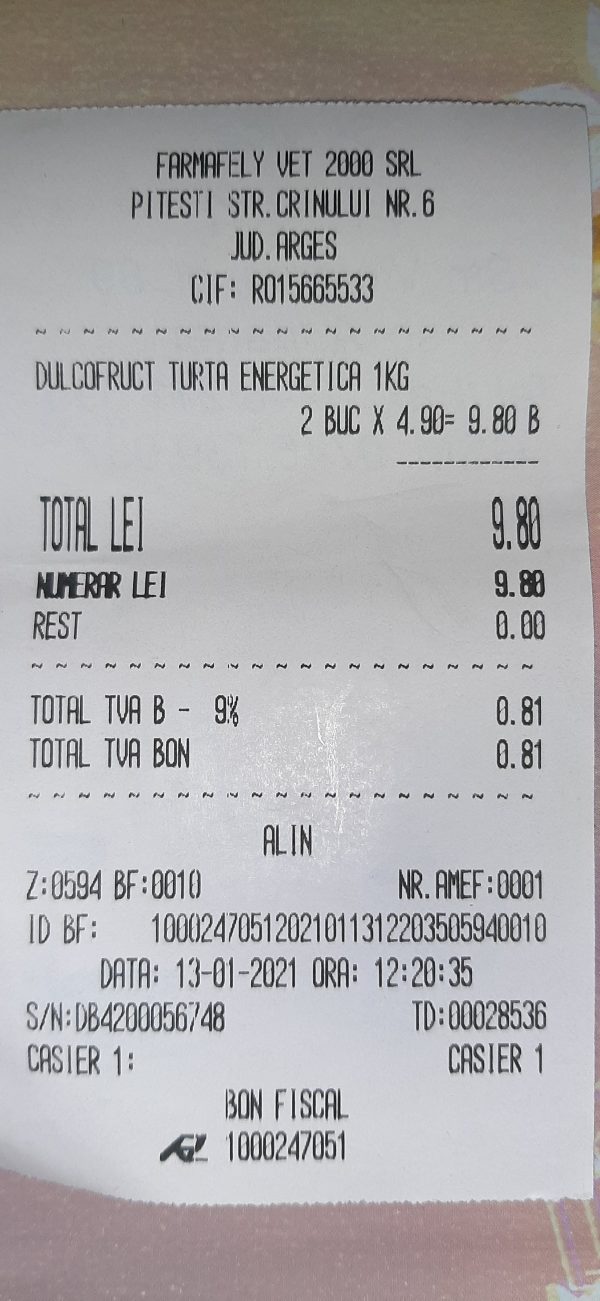 FARMAFELY VET 2000 SRL
PITESTI STR.CRINULUI NR.6
JUD.ARGES
CIF: RO15665533
DULCOFRUCT TURTA ENERGETICA 1KG
2 BUC X 4.90= 9.80 B
TOTAL LEI 9.80
NUMERAR LEI 9.80
REST 0.00
TOTAL TVA B - 9% 0.81
TOTAL TVA BON 0.81
ALIN
Z:0594 BF:0010 NR.AMEF:0001
ID BF: 10002470512021011312203505940010
DATA: 13-01-2021 ORA: 12:20:35
S/N:DB4200056748 TD:00028536
CASIER 1: CASIER 1
BON FISCAL
1000247051